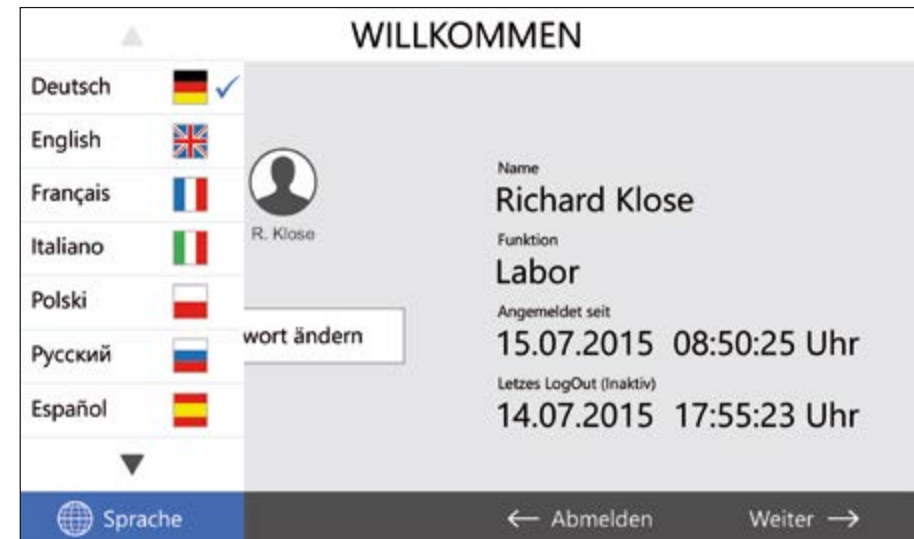 WILLKOMMEN
Deutsch
English
Français
Italiano
Polski
Русский
Español
R. Klose
wort ändern
Name
Richard Klose
Funktion
Labor
Angemeldet seit
15.07.2015 08:50:25 Uhr
Letzes LogOut (Inaktiv)
14.07.2015 17:55:23 Uhr
Sprache
← Abmelden
Weiter →